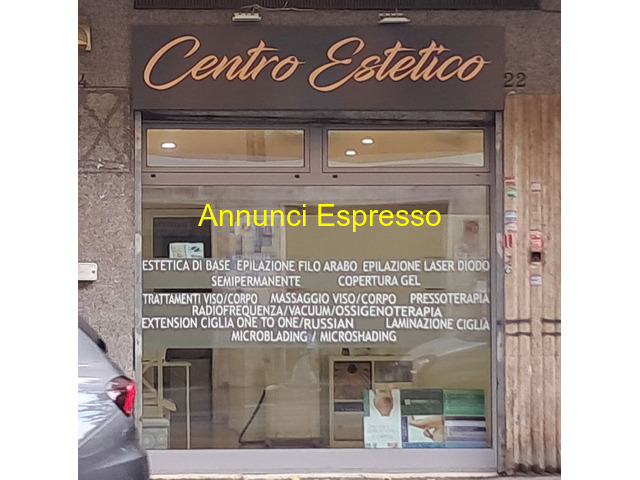 Centro Estetico
22
Annunci Espresso
ESTETICA DI BASE EPILAZIONE FILO ARABO EPILAZIONE LASER DIODO
SEMIPERMANENTE COPERTURA GEL
TRATTAMENTI VISO/CORPO MASSAGGIO VISO/CORPO PRESSOTERAPIA
RADIOFREQUENZA/VACUUM/OSSIGENOTERAPIA
EXTENSION CIGLIA ONE TO ONE/RUSSIAN LAMINAZIONE CIGLIA
MICROBLADING / MICROSHADING